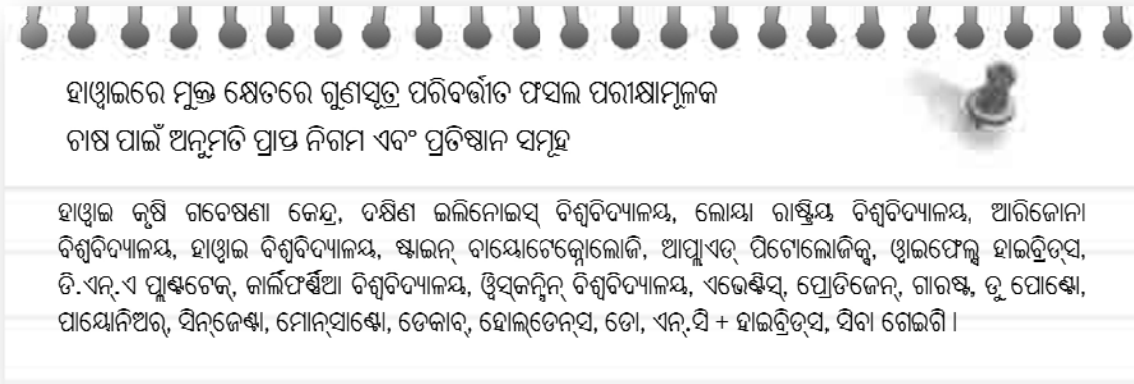 ହାୱାଇରେ ମୁକ୍ତ କ୍ଷେତରେ ଗୁଣସୂତ୍ର ପରିବର୍ତ୍ତୀତ ଫସଲ ପରୀକ୍ଷାମୂଳକ
ଚାଷ ପାଇଁ ଅନୁମତି ପ୍ରାପ୍ତ ନିଗମ ଏବଂ ପ୍ରତିଷ୍ଠାନ ସମୂହ
ହାଓ୍ଵାଇ କୃଷି ଗବେଷଣା କେନ୍ଦ୍ର, ଦକ୍ଷିଣ ଇଲିନୋଇସ୍ ବିଶ୍ୱବିଦ୍ୟାଳୟ, ଲୋୟା ରାଷ୍ଟ୍ରିୟ ବିଶ୍ୱବିଦ୍ୟାଳୟ, ଆରିଜୋନା
ବିଶ୍ୱବିଦ୍ୟାଳୟ, ହାଓ୍ଵାଇ ବିଶ୍ୱବିଦ୍ୟାଳୟ, ଷ୍ଟାଇନ୍ ବାୟୋଟେକ୍ନୋଲୋଜି, ଆପ୍ଲାଏଡ୍ ପିଟୋଲୋଜିକ୍ସ, ଓ୍ଵାଇଫେଲ୍ସ ହାଇବ୍ରିଡ୍ସ,
ଡି.ଏନ୍.ଏ ପ୍ଲାଣ୍ଟଟେକ୍, କାର୍ଲିଫର୍ଣ୍ଣିଆ ବିଶ୍ୱବିଦ୍ୟାଳୟ, ଓ୍ଵିସ୍କନ୍ସିନ୍ ବିଶ୍ୱବିଦ୍ୟାଳୟ, ଏଭେଣ୍ଟିସ୍, ପ୍ରୋଡିଜେନ୍, ଗାରଷ୍ଟ, ଡୁ ପୋଣ୍ଟୋ,
ପାୟୋନିଅର୍, ସିନ୍‌ଜେଣ୍ଟା, ମୋନ୍‌ସାଣ୍ଟୋ, ଡେକାବ୍, ହୋଲ୍‌ଡେନ୍ସ, ଡୋ, ଏନ୍.ସି + ହାଇବ୍ରିଡ୍ସ, ସିବା ଗେଇଗି ।